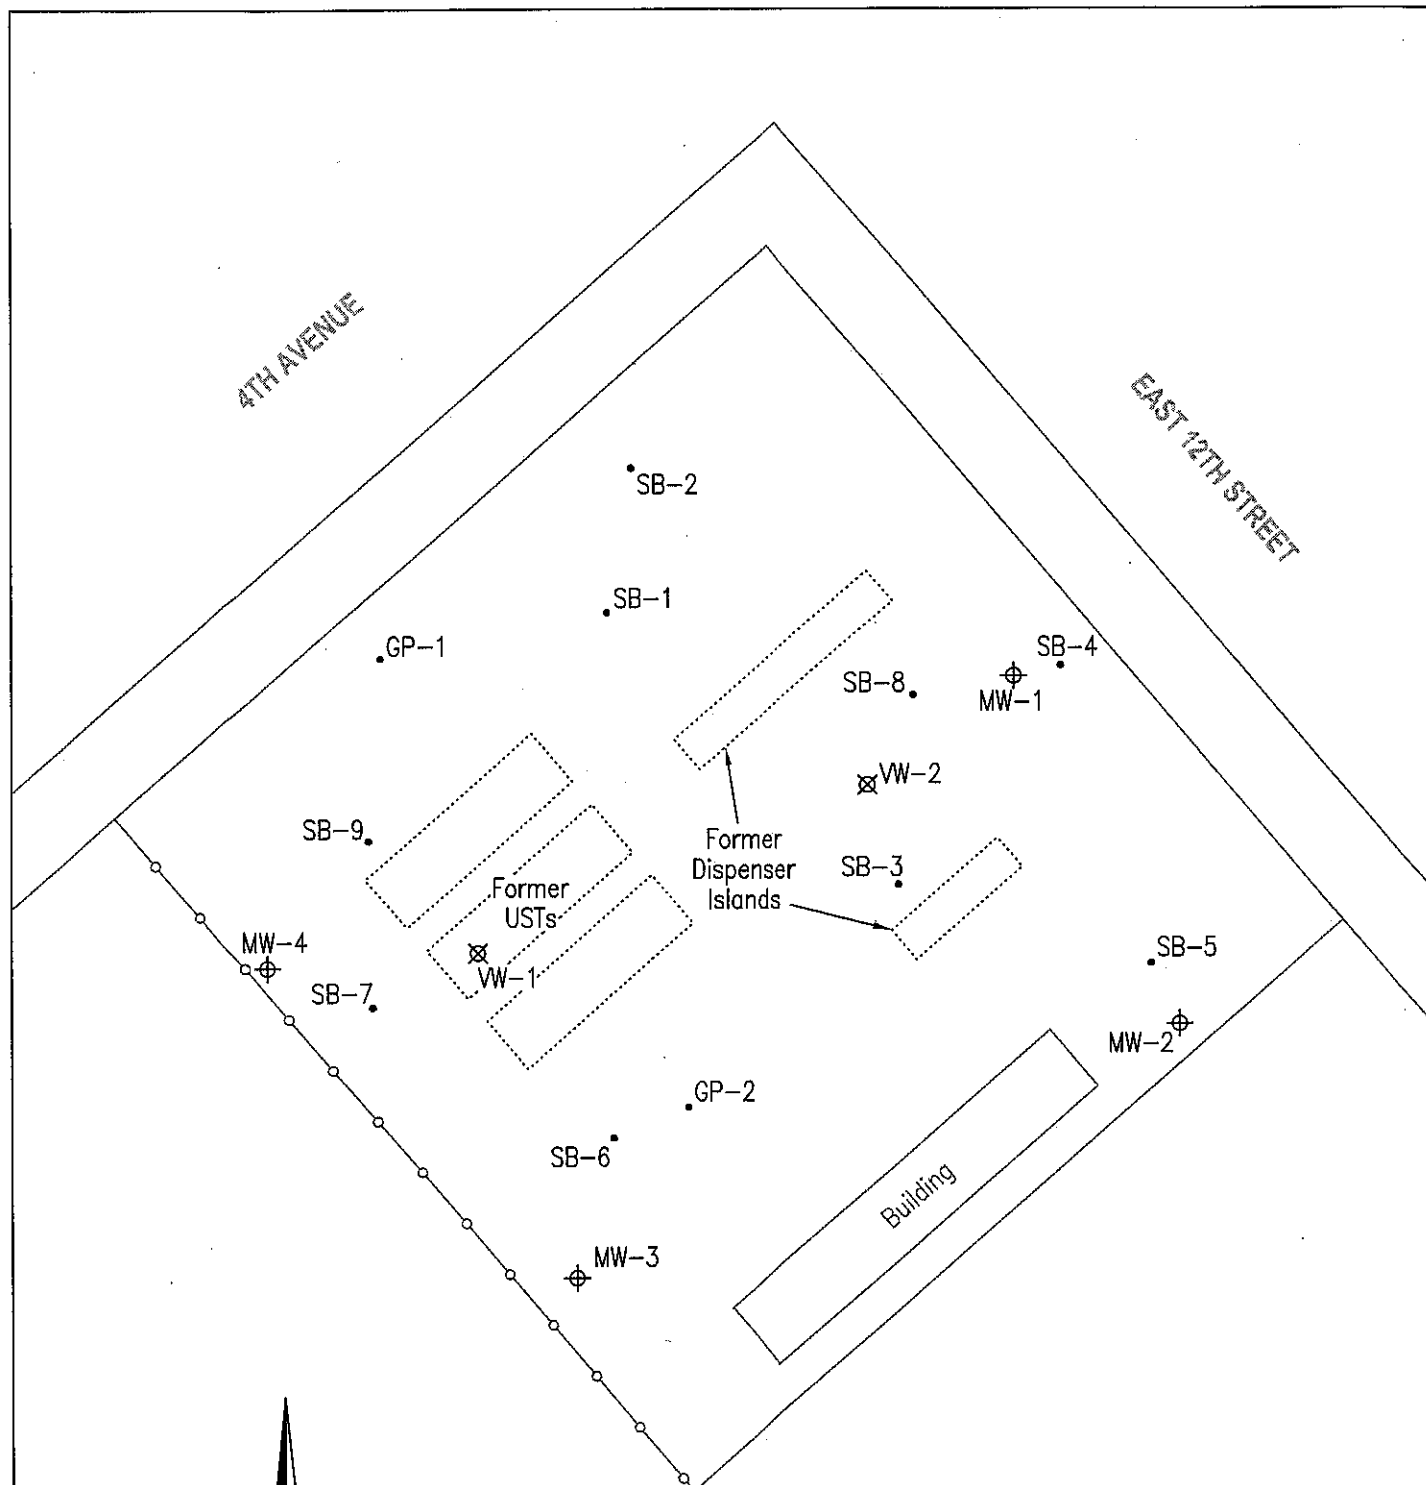 4TH AVENUE
EAST 12TH STREET
SB-2
SB-1
GP-1
SB-4
SB-8
MW-1
VW-2
SB-9
Former
Dispenser
Islands
SB-3
Former
USTs
MW-4
VW-1
SB-7
SB-5
MW-2
GP-2
SB-6
Building
MW-3